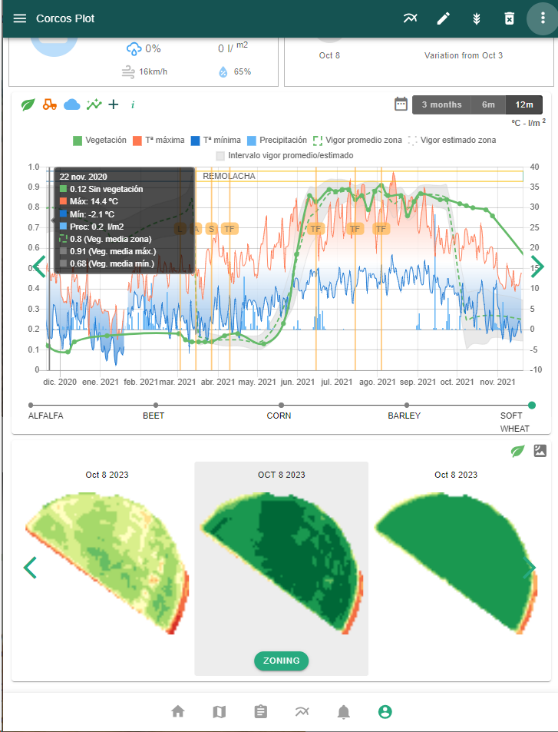 Corcos Plot
0%
0 l/ m2
16km/h
65%
Oct 8
Variation from Oct 3
3 months
6m
12m
ºC - l/m 2
Vegetación
Tª máxima
Tª mínima
Precipitación
Vigor promedio zona
Vigor estimado zona
Intervalo vigor promedio/estimado
1.0
0.9
0.8
0.7
0.6
0.5
0.4
0.3
0.2
0.1
0
40
35
30
25
20
15
10
5
0
-5
-10
REMOLACHA
22 nov. 2020
0.12 Sin vegetación
Máx: 14.4 ºC
Mín: -2.1 ºC
Prec: 0.2 l/m2
0.8 (Veg. media zona)
0.91 (Veg. media máx.)
0.68 (Veg. media mín.)
L
A
S
TF
TF
TF
TF
dic. 2020
ene. 2021
feb. 2021
mar. 2021
abr. 2021
may. 2021
jun. 2021
jul. 2021
ago. 2021
sep. 2021
oct. 2021
nov. 2021
ALFALFA
BEET
CORN
BARLEY
SOFT
WHEAT
Oct 8 2023
OCT 8 2023
Oct 8 2023
ZONING